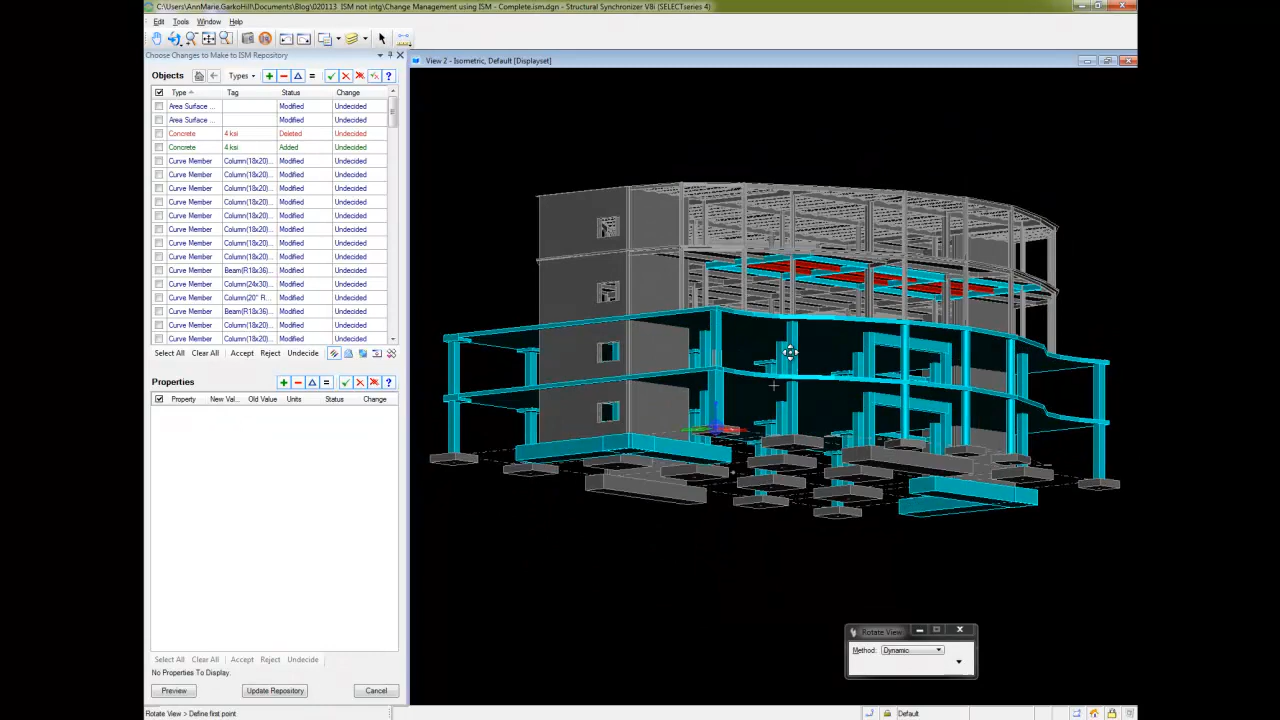 C:\Users\AnnMarie.GarkoHill\Documents\Blog\020113 ISM not intg\Change Management using ISM - Complete.ism.dgn - Structural Synchronizer V8i (SELECTseries 4)
Edit Tools Window Help
Choose Changes to Make to ISM Repository
View 2 - Isometric, Default [Displayset]
Objects Types
Type Tag Status Change
Area Surface ... Modified Undecided
Area Surface ... Modified Undecided
Concrete 4 ksi Deleted Undecided
Concrete 4 ksi Added Undecided
Curve Member Column(18x20)... Modified Undecided
Curve Member Column(18x20)... Modified Undecided
Curve Member Column(18x20)... Modified Undecided
Curve Member Column(18x20)... Modified Undecided
Curve Member Column(18x20)... Modified Undecided
Curve Member Column(18x20)... Modified Undecided
Curve Member Column(18x20)... Modified Undecided
Curve Member Column(18x20)... Modified Undecided
Curve Member Beam(R18x36)... Modified Undecided
Curve Member Column(24x30)... Modified Undecided
Curve Member Column(20" R... Modified Undecided
Curve Member Beam(R18x36)... Modified Undecided
Curve Member Column(18x20)... Modified Undecided
Curve Member Column(18x20)... Modified Undecided
Select All Clear All Accept Reject Undecide
Properties
Property New Val... Old Value Units Status Change
Select All Clear All Accept Reject Undecide
No Properties To Display.
Preview Update Repository Cancel
Rotate View
Method: Dynamic
Rotate View > Define first point
Default